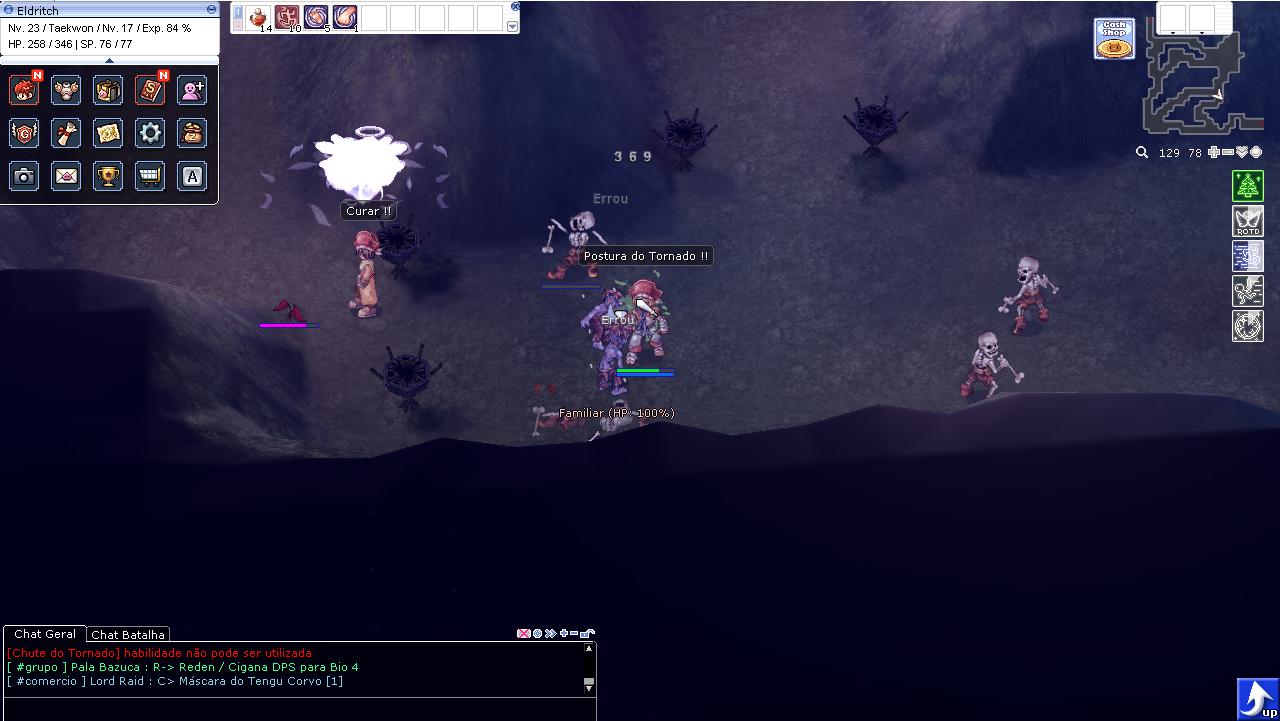 Eldritch
Nv. 23 / Taekwon / Nv. 17 / Exp. 84 %
HP. 258 / 346 | SP. 76 / 77
N
N
A
1
2
14
10
5
1
Cash
Shop
129 78
ROTD
369
Errou
Curar !!
Postura do Tornado !!
Errou
Familiar (HP: 100%)
Chat Geral
Chat Batalha
[Chute do Tornado] habilidade não pode ser utilizada
[ #grupo ] Pala Bazuca : R-> Reden / Cigana DPS para Bio 4
[ #comercio ] Lord Raid : C> Máscara do Tengu Corvo [1]
up